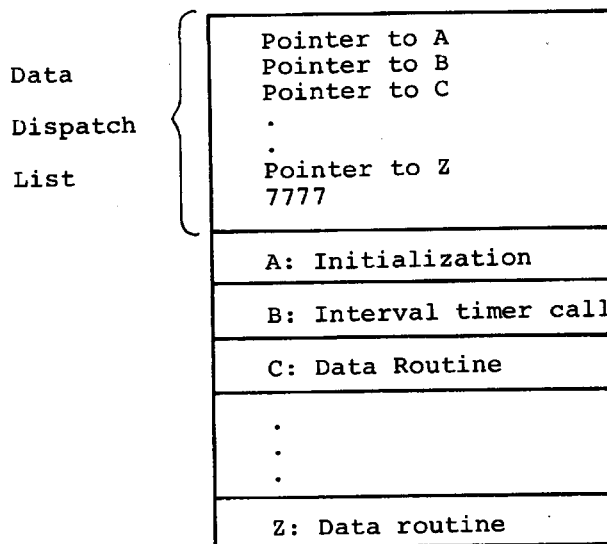 Data
Dispatch
List
Pointer to A
Pointer to B
Pointer to C
.
.
Pointer to Z
7777
A: Initialization
B: Interval timer call
C: Data Routine
.
.
.
Z: Data routine